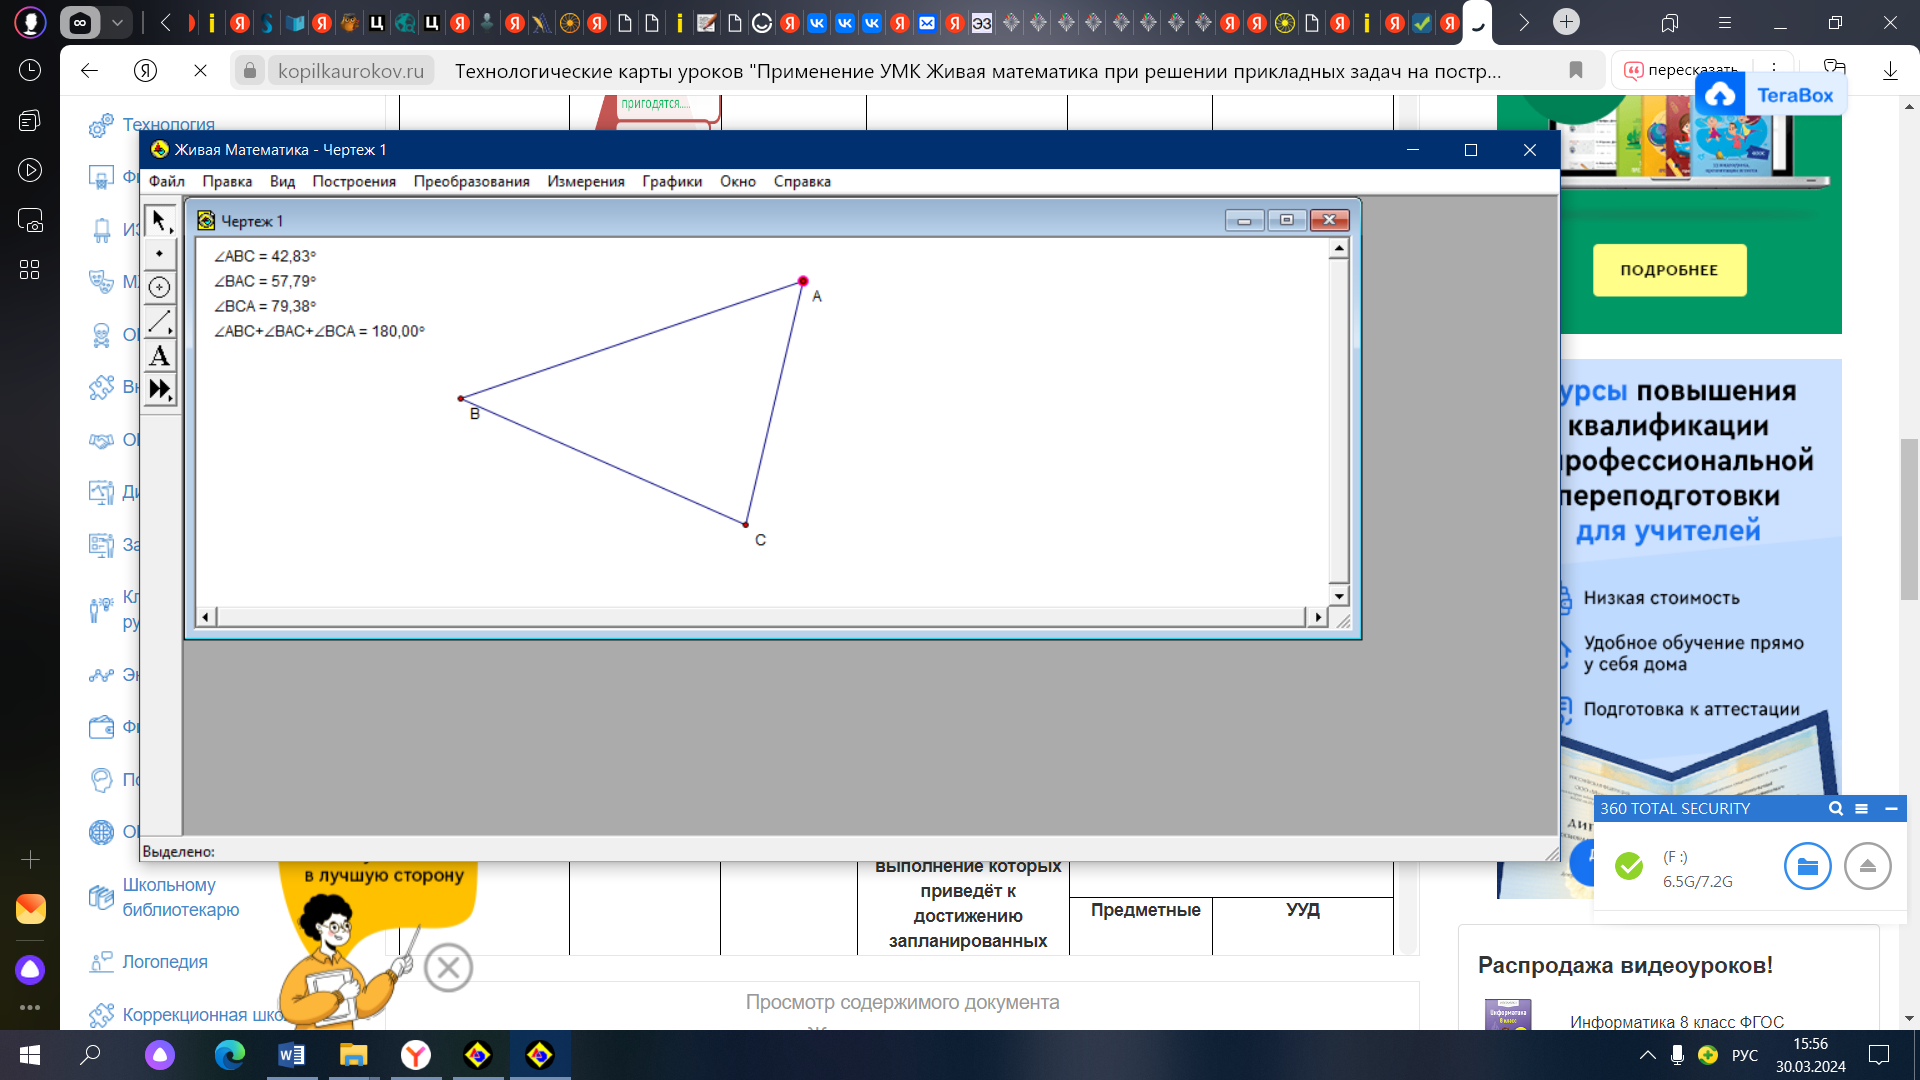 kopilkaurokov.ru
Технологические карты уроков "Применение УМК Живая математика при решении прикладных задач на постр...
пересказать
TeraBox
пригодятся.....
Технология
Живая Математика - Чертеж 1
Файл Правка Вид Построения Преобразования Измерения Графики Окно Справка
Чертеж 1
∠ABC = 42,83°
∠BAC = 57,79°
∠BCA = 79,38°
∠ABC+∠BAC+∠BCA = 180,00°
A
B
C
Выделено:
ПОДРОБНЕЕ
повышения
квалификации
переподготовки
для учителей
Низкая стоимость
Удобное обучение прямо
у себя дома
Подготовка к аттестации
360 TOTAL SECURITY
(F :)
6.5G/7.2G
в лучшую сторону
Школьному
библиотекарю
Логопедия
Коррекционная
выполнение которых
приведёт к
достижению
запланированных
Предметные
УУД
Просмотр содержимого документа
Распродажа видеоуроков!
Информатика 8 класс ФГОС
РУС
15:56
30.03.2024